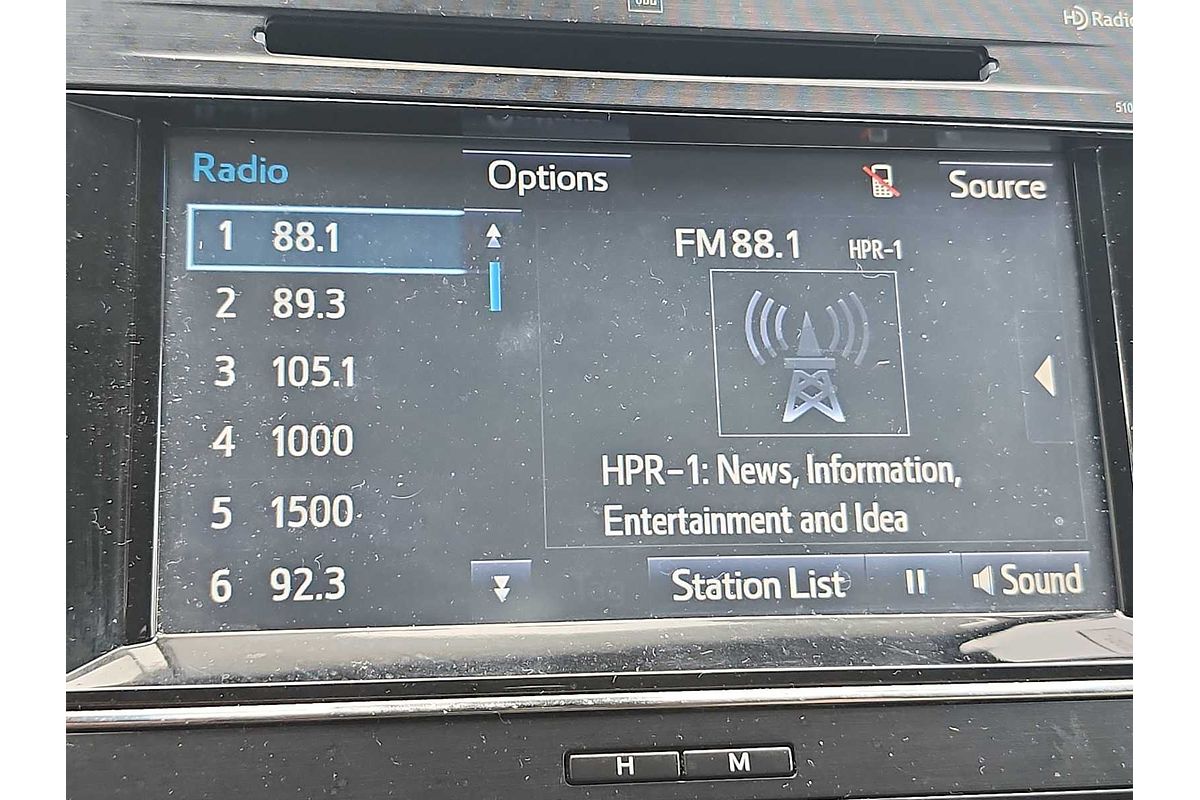 HD Radio
510
Radio
Options
Source
1 88.1
2 89.3
3 105.1
4 1000
5 1500
6 92.3
FM 88.1 HPR-1
HPR-1: News, Information,
Entertainment and Idea
Station List
Sound
H M